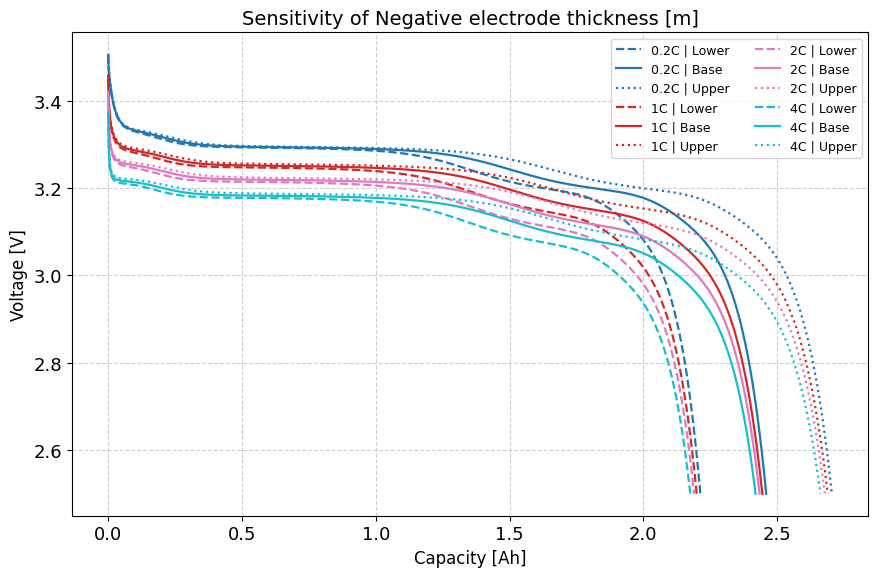 Sensitivity of Negative electrode thickness [m]
Voltage [V]
3.4
3.2
3.0
2.8
2.6
0.2C | Lower
0.2C | Base
0.2C | Upper
1C | Lower
1C | Base
1C | Upper
2C | Lower
2C | Base
2C | Upper
4C | Lower
4C | Base
4C | Upper
0.0 0.5 1.0 1.5 2.0 2.5
Capacity [Ah]